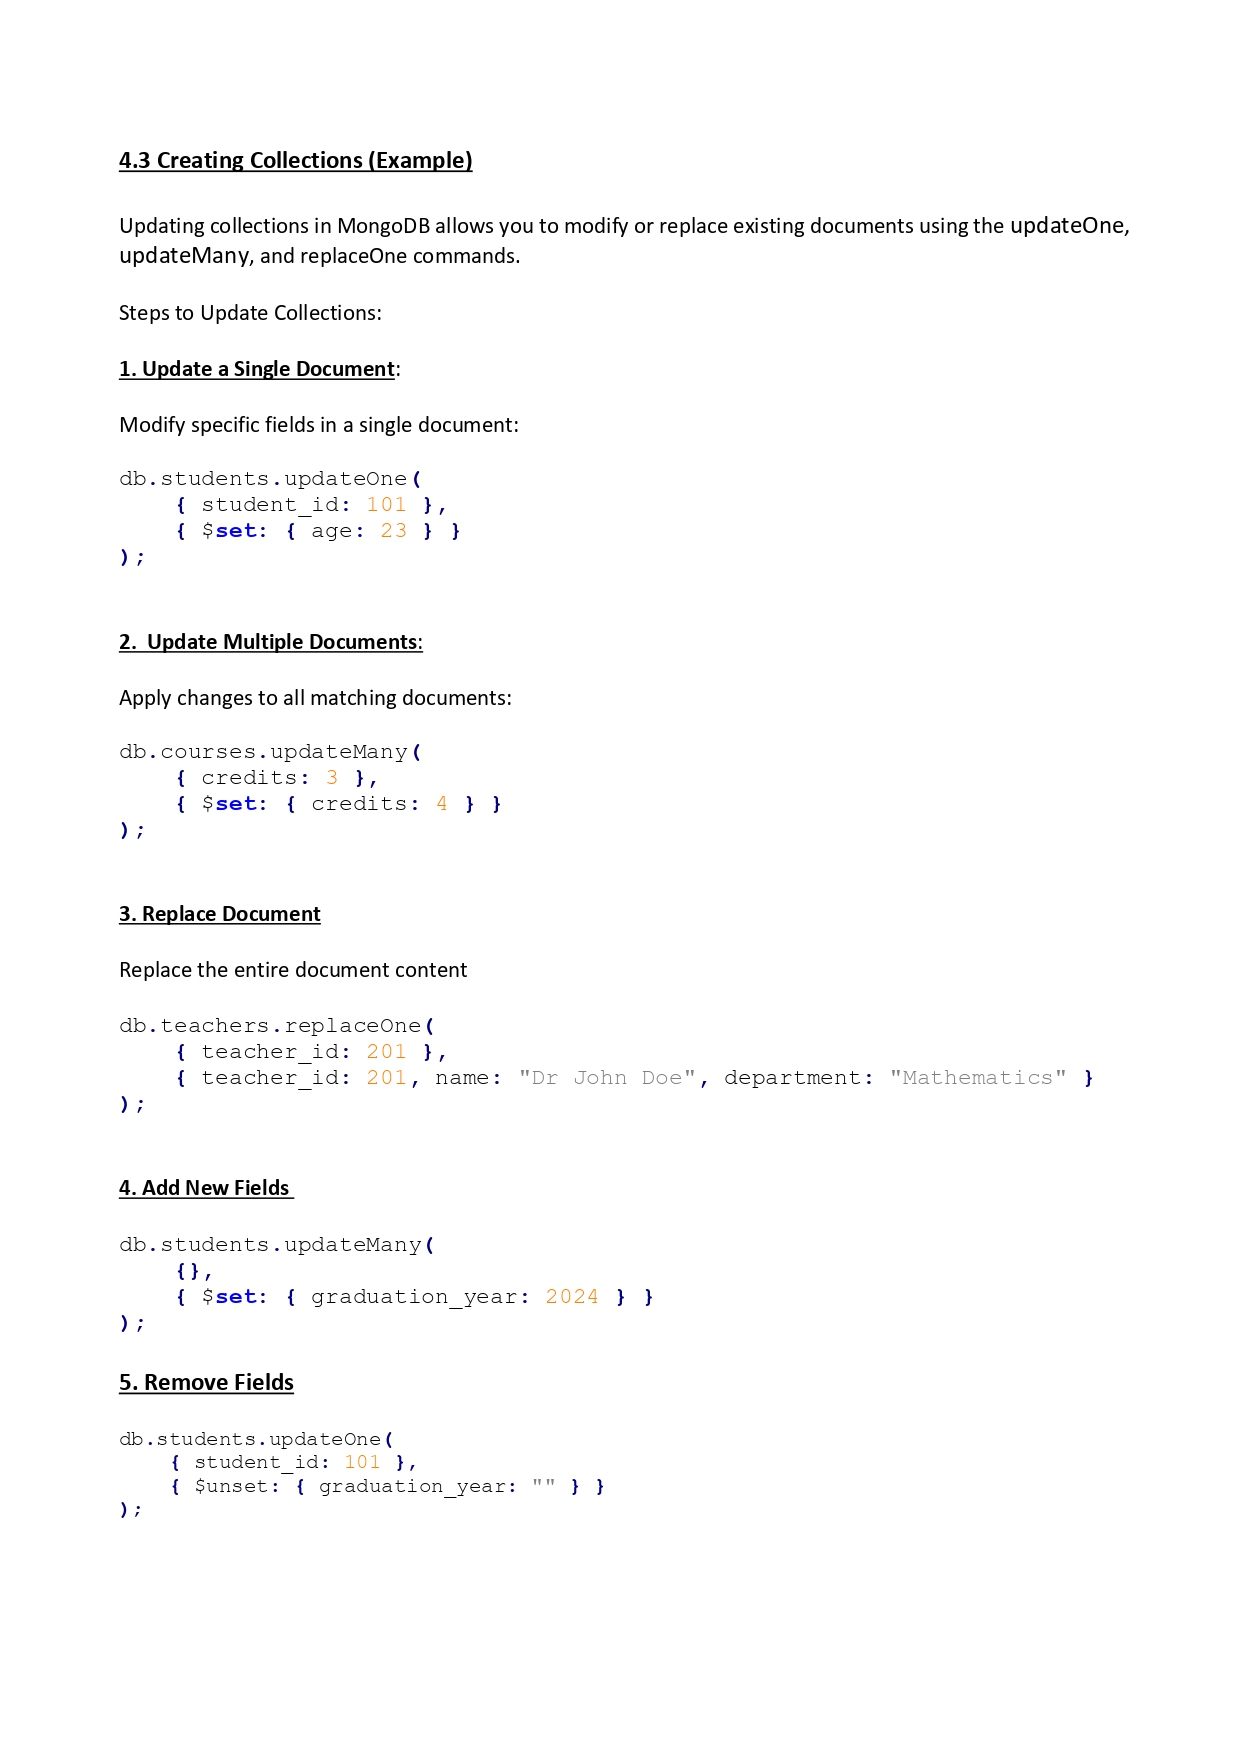 4.3 Creating Collections (Example)
Updating collections in MongoDB allows you to modify or replace existing documents using the updateOne,
updateMany, and replaceOne commands.
Steps to Update Collections:
1. Update a Single Document:
Modify specific fields in a single document:
db.students.updateOne(
    { student_id: 101 },
    { $set: { age: 23 } }
);
2.  Update Multiple Documents:
Apply changes to all matching documents:
db.courses.updateMany(
    { credits: 3 },
    { $set: { credits: 4 } }
);
3. Replace Document
Replace the entire document content
db.teachers.replaceOne(
    { teacher_id: 201 },
    { teacher_id: 201, name: "Dr John Doe", department: "Mathematics" }
);
4. Add New Fields
db.students.updateMany(
    {},
    { $set: { graduation_year: 2024 } }
);
5. Remove Fields
db.students.updateOne(
    { student_id: 101 },
    { $unset: { graduation_year: "" } }
);